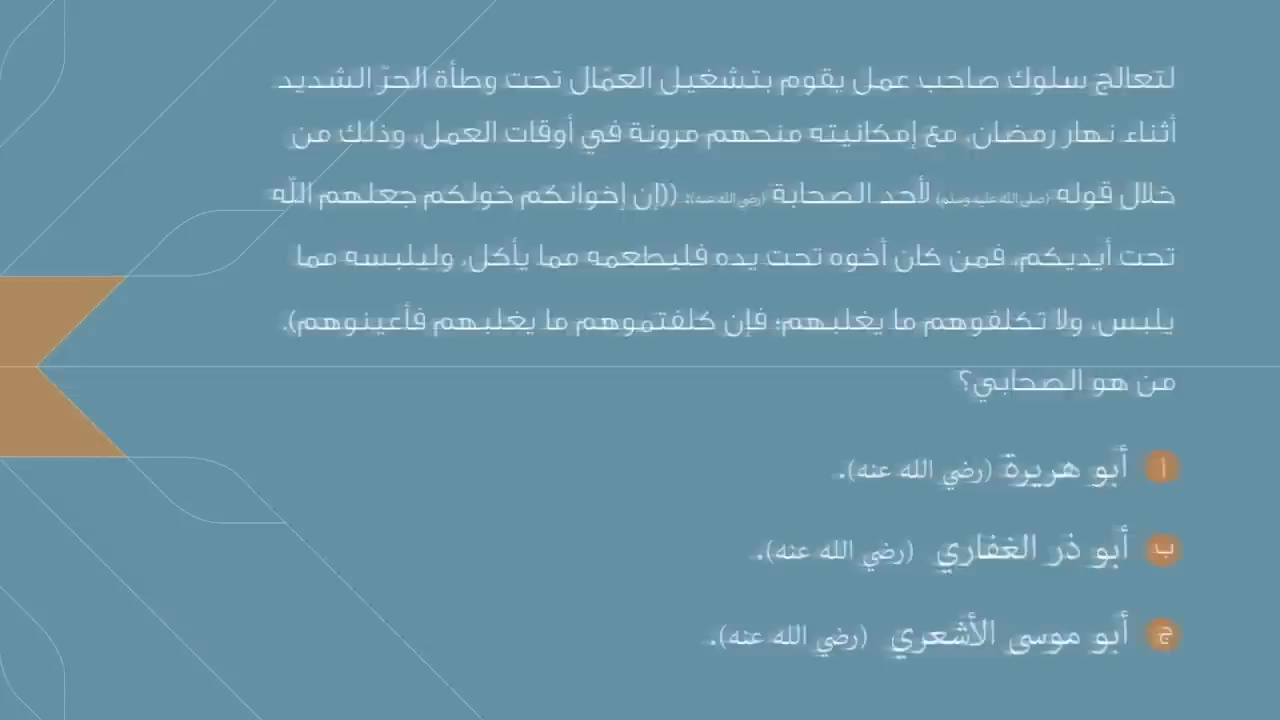 لتعالج سلوك صاحب عمل يقوم بتشغيل العمّال تحت وطأة الحرّ الشديد
أثناء نهار رمضان، مع إمكانيته منحهم مرونة في أوقات العمل، وذلك من
خلال قوله (صلى الله عليه وسلم) لأحد الصحابة (رضي الله عنه): ((إن إخوانكم خولكم جعلهم الله
تحت أيديكم، فمن كان أخوه تحت يده فليطعمه مما يأكل، وليلبسه مما
يلبس، ولا تكلفوهم ما يغلبهم؛ فإن كلفتموهم ما يغلبهم فأعينوهم).
من هو الصحابي؟
أ أبو هريرة (رضي الله عنه).
ب أبو ذر الغفاري (رضي الله عنه).
ج أبو موسى الأشعري (رضي الله عنه).